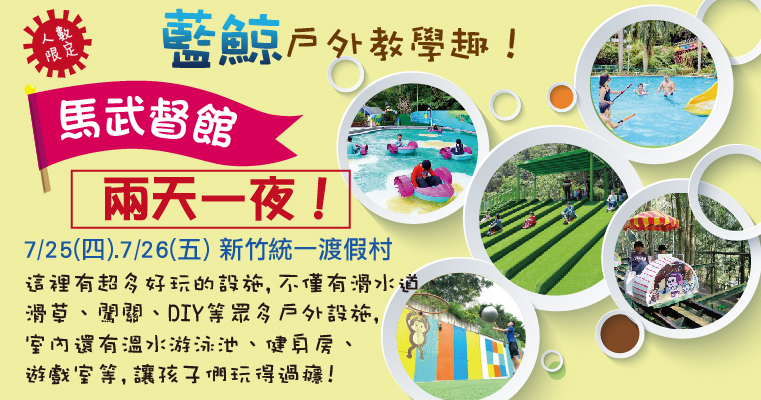 人數
限定
藍鯨戶外教學趣！
馬武督館
兩天一夜！
7/25(四).7/26(五) 新竹統一渡假村
這裡有超多好玩的設施，不僅有滑水道
滑草、闖關、DIY等眾多戶外設施，
室內還有溫水游泳池、健身房、
遊戲室等，讓孩子們玩得過癮！